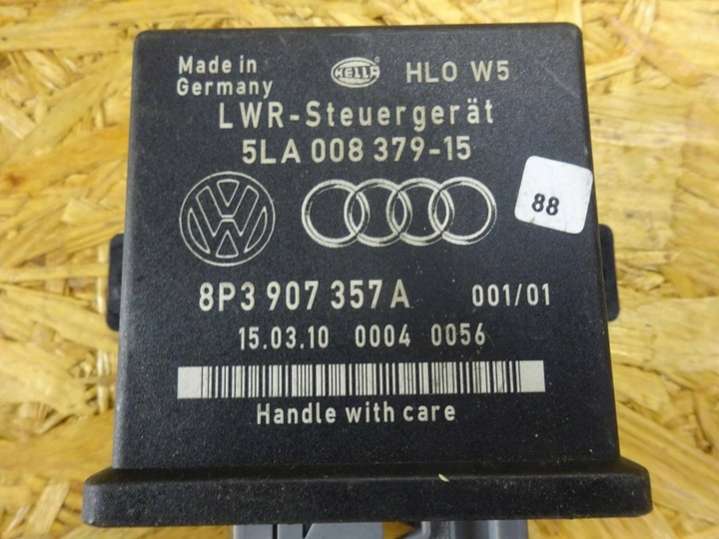 Made in
Germany
HELLA
HLO W5
LWR-Steuergerät
5LA 008 379-15
88
8P3 907 357A 001/01
15.03.10 0004 0056
Handle with care